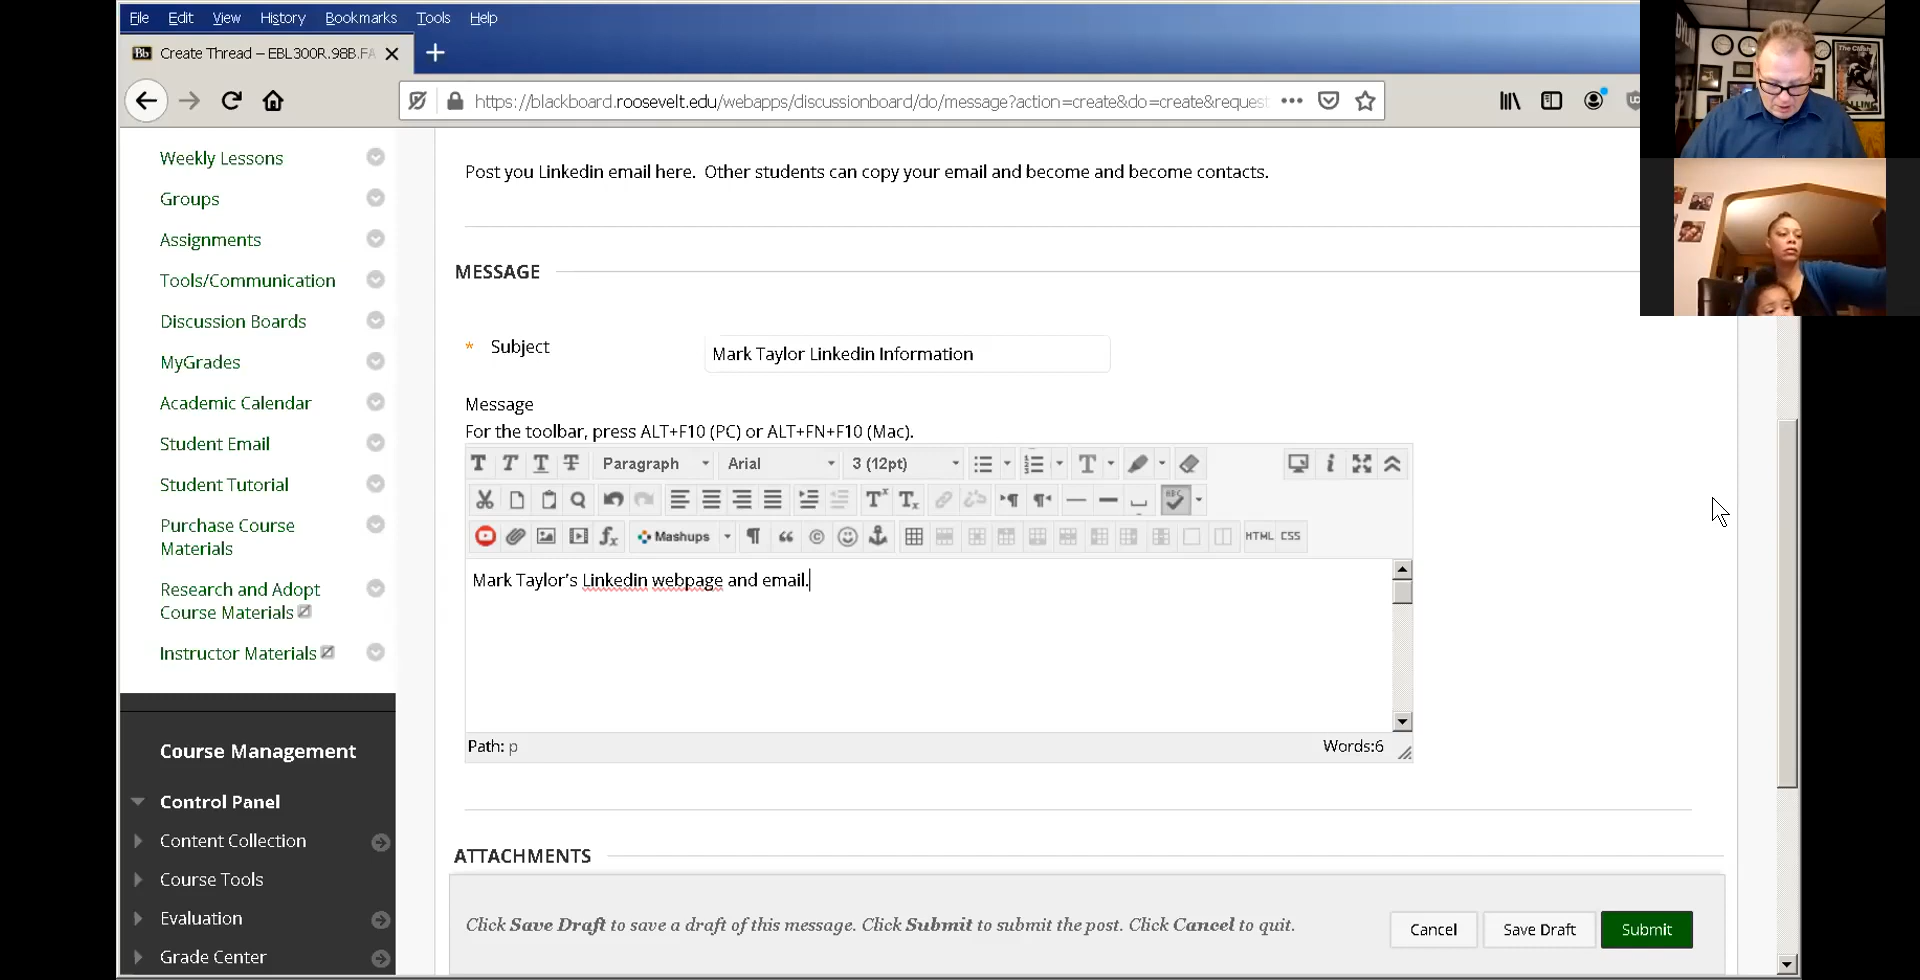 File Edit View History Bookmarks Tools Help
Bb Create Thread – EBL300R.98B.FA
https://blackboard.roosevelt.edu/webapps/discussionboard/do/message?action=create&do=create&request
Weekly Lessons
Groups
Assignments
Tools/Communication
Discussion Boards
MyGrades
Academic Calendar
Student Email
Student Tutorial
Purchase Course
Materials
Research and Adopt
Course Materials
Instructor Materials
Course Management
Control Panel
Content Collection
Course Tools
Evaluation
Grade Center
Post you Linkedin email here.  Other students can copy your email and become and become contacts.
MESSAGE
* Subject
Mark Taylor Linkedin Information
Message
For the toolbar, press ALT+F10 (PC) or ALT+FN+F10 (Mac).
T T T T Paragraph Arial 3 (12pt) T
ABC
Mashups HTML CSS
Mark Taylor's Linkedin webpage and email.
Path: p Words:6
ATTACHMENTS
Click Save Draft to save a draft of this message. Click Submit to submit the post. Click Cancel to quit.
Cancel Save Draft Submit
The Clash